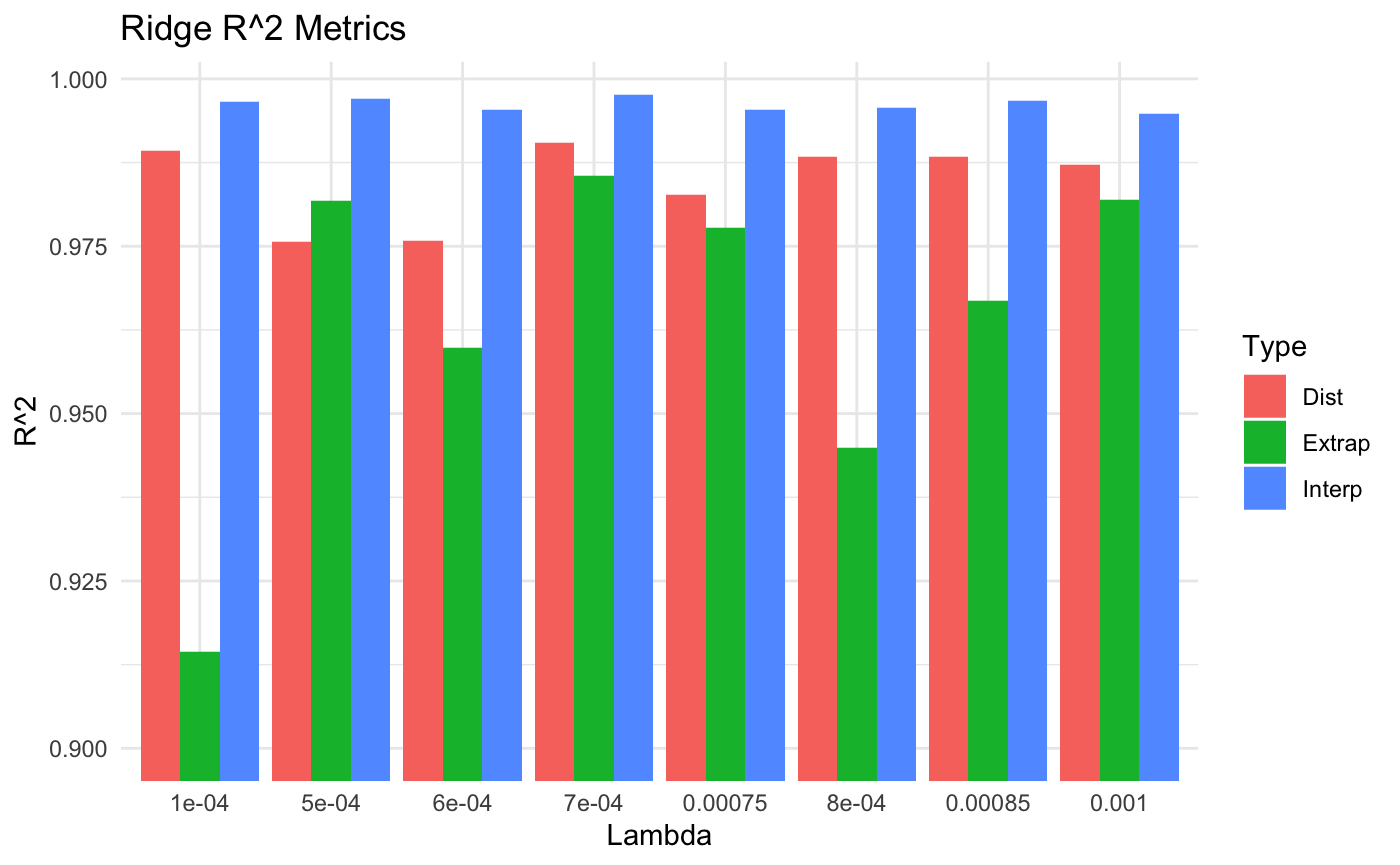 Ridge R^2 Metrics
1.000
0.975
0.950
0.925
0.900
R^2
1e-04 5e-04 6e-04 7e-04 0.00075 8e-04 0.00085 0.001
Lambda
Type
Dist
Extrap
Interp